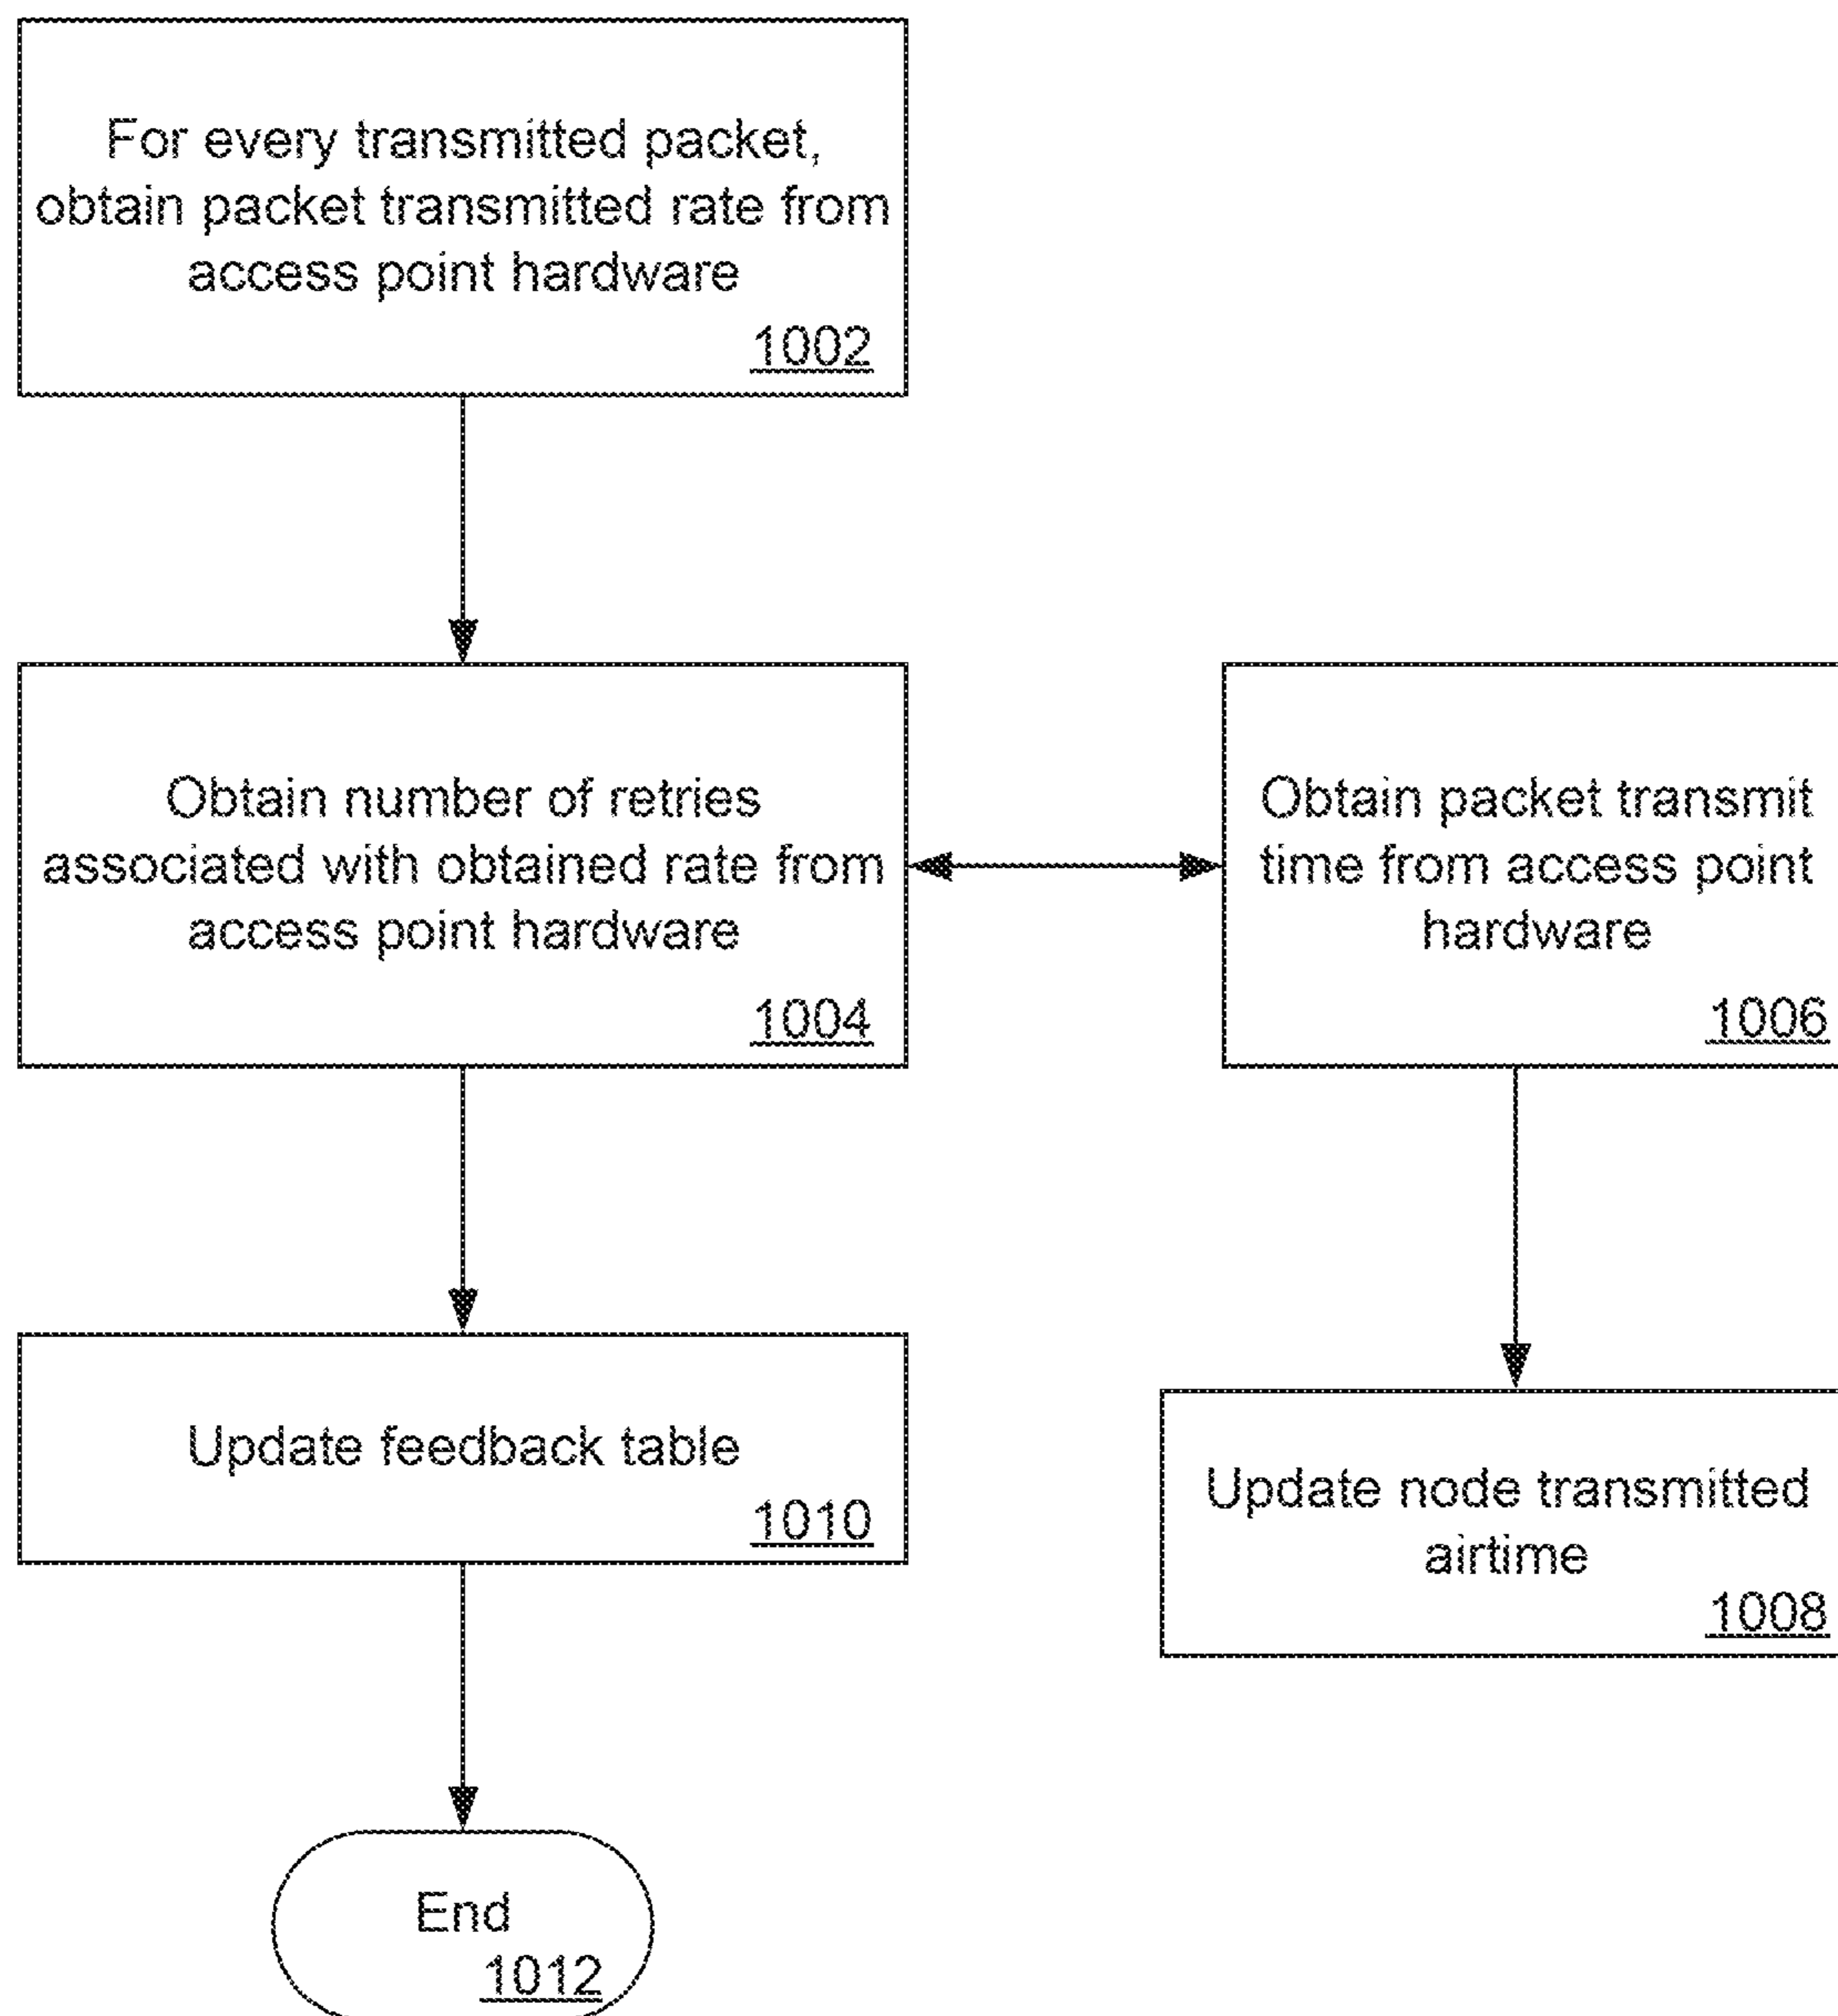 For every transmitted packet,
obtain packet transmitted rate from
access point hardware
1002
Obtain number of retries
associated with obtained rate from
access point hardware
1004
Obtain packet transmit
time from access point
hardware
1006
Update feedback table
1010
Update node transmitted
airtime
1008
End
1012